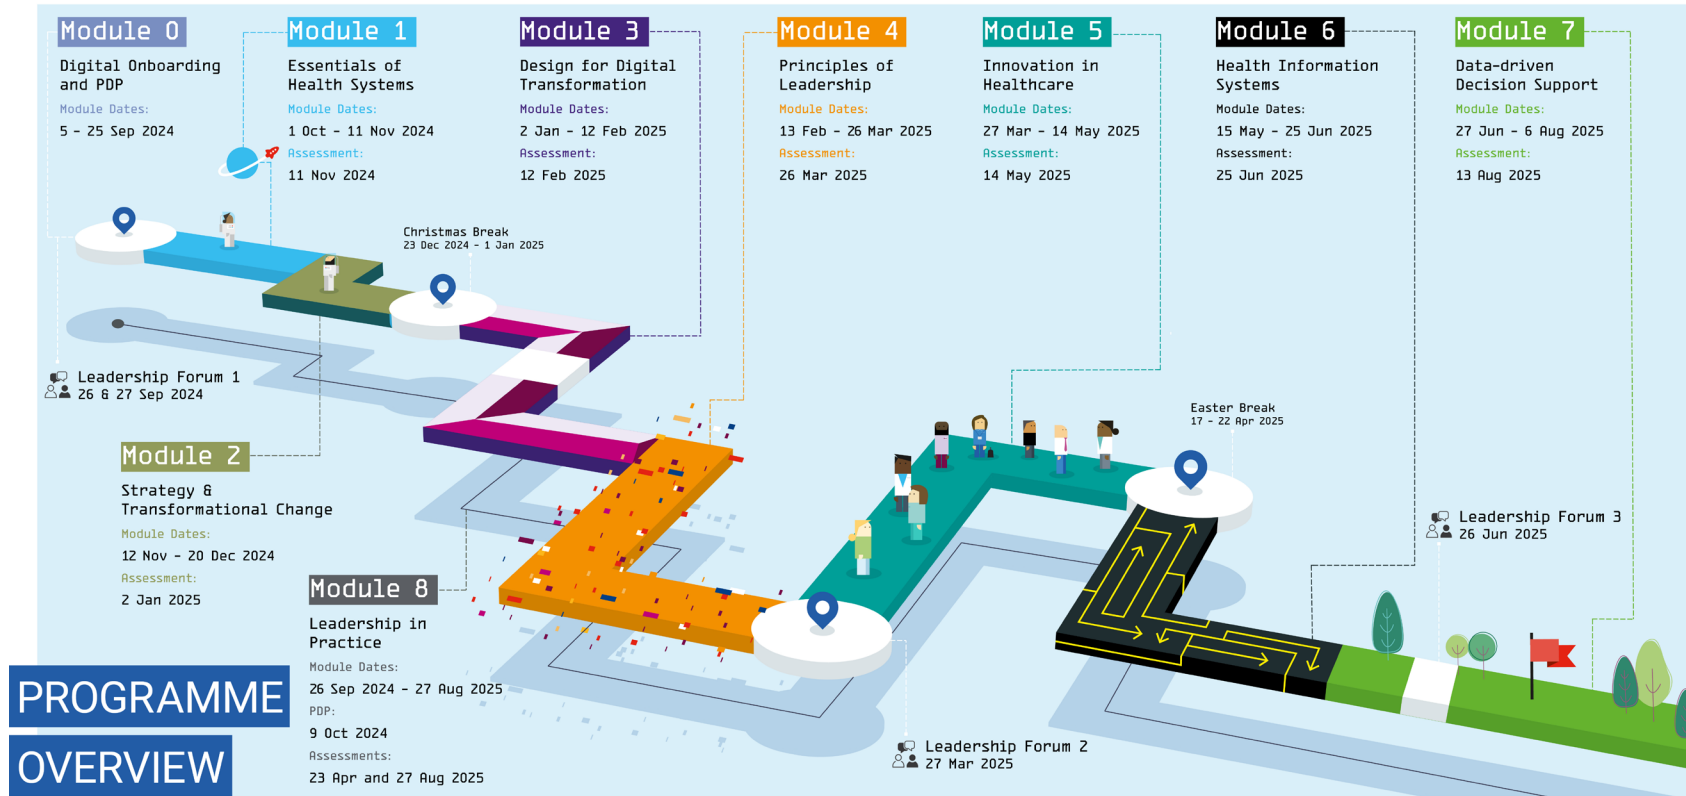 Module 0
Digital Onboarding
and PDP
Module Dates:
5 - 25 Sep 2024
Module 1
Essentials of
Health Systems
Module Dates:
1 Oct - 11 Nov 2024
Assessment:
11 Nov 2024
Module 3
Design for Digital
Transformation
Module Dates:
2 Jan - 12 Feb 2025
Assessment:
12 Feb 2025
Module 4
Principles of
Leadership
Module Dates:
13 Feb - 26 Mar 2025
Assessment:
26 Mar 2025
Module 5
Innovation in
Healthcare
Module Dates:
27 Mar - 14 May 2025
Assessment:
14 May 2025
Module 6
Health Information
Systems
Module Dates:
15 May - 25 Jun 2025
Assessment:
25 Jun 2025
Module 7
Data-driven
Decision Support
Module Dates:
27 Jun - 6 Aug 2025
Assessment:
13 Aug 2025
Christmas Break
23 Dec 2024 - 1 Jan 2025
Leadership Forum 1
26 & 27 Sep 2024
Easter Break
17 - 22 Apr 2025
Module 2
Strategy &
Transformational Change
Module Dates:
12 Nov - 20 Dec 2024
Assessment:
2 Jan 2025
Leadership Forum 3
26 Jun 2025
Module 8
Leadership in
Practice
Module Dates:
26 Sep 2024 - 27 Aug 2025
PDP:
9 Oct 2024
Assessments:
23 Apr and 27 Aug 2025
Leadership Forum 2
27 Mar 2025
PROGRAMME
OVERVIEW